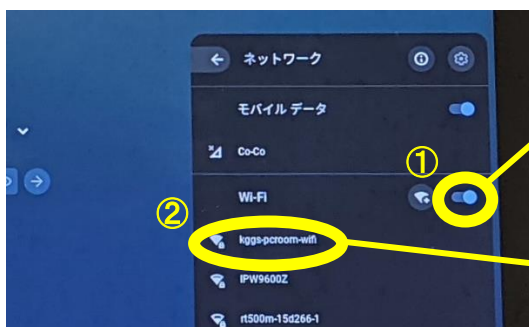 ネットワーク
モバイル データ
Co-Co
①
Wi-Fi
②
kggs-pcroom-wifi
IPW9600Z
rt500m-15d266-1